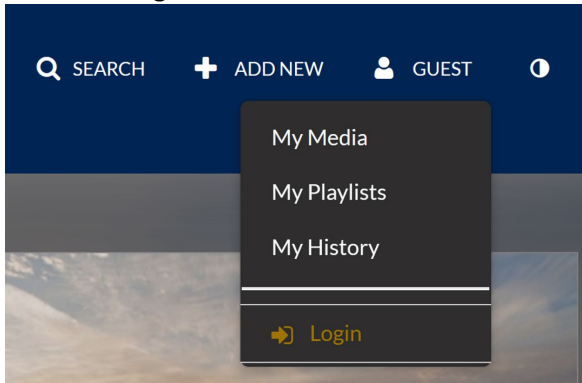 SEARCH ADD NEW GUEST
My Media
My Playlists
My History
Login